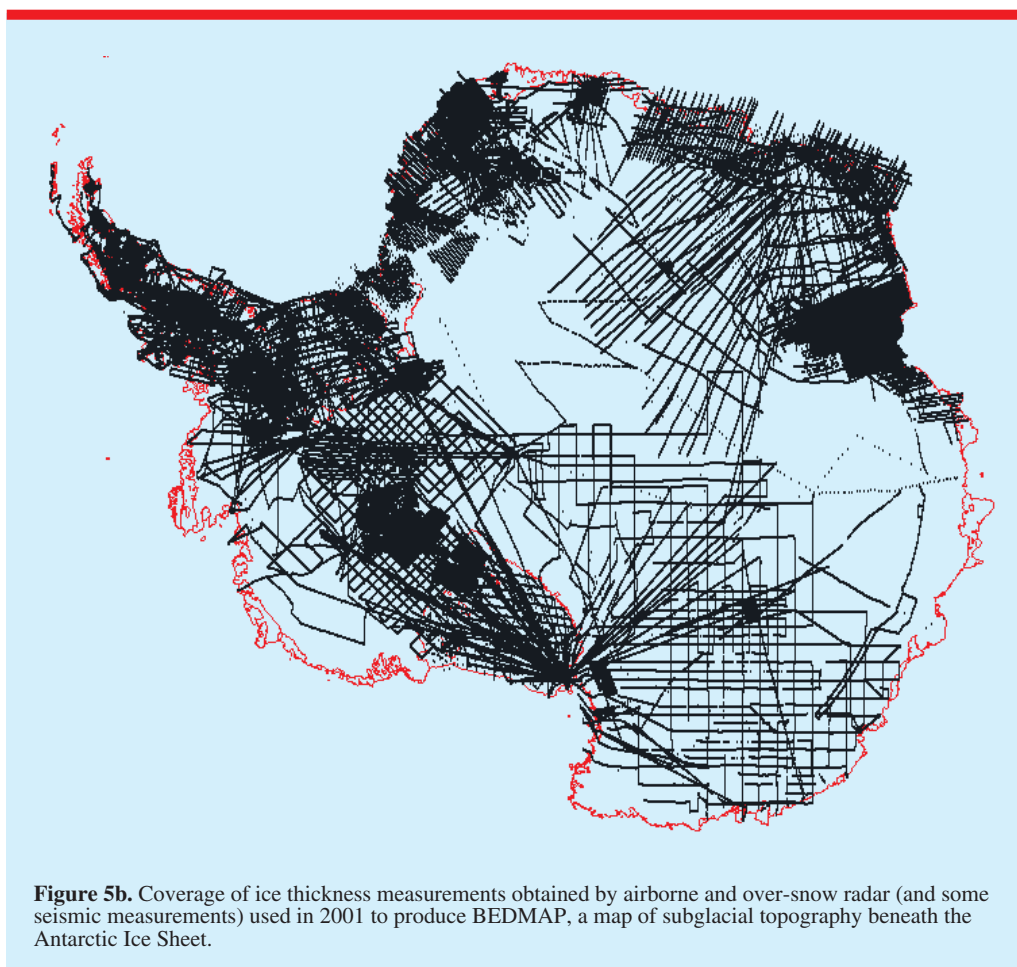 Figure 5b. Coverage of ice thickness measurements obtained by airborne and over-snow radar (and some
seismic measurements) used in 2001 to produce BEDMAP, a map of subglacial topography beneath the
Antarctic Ice Sheet.